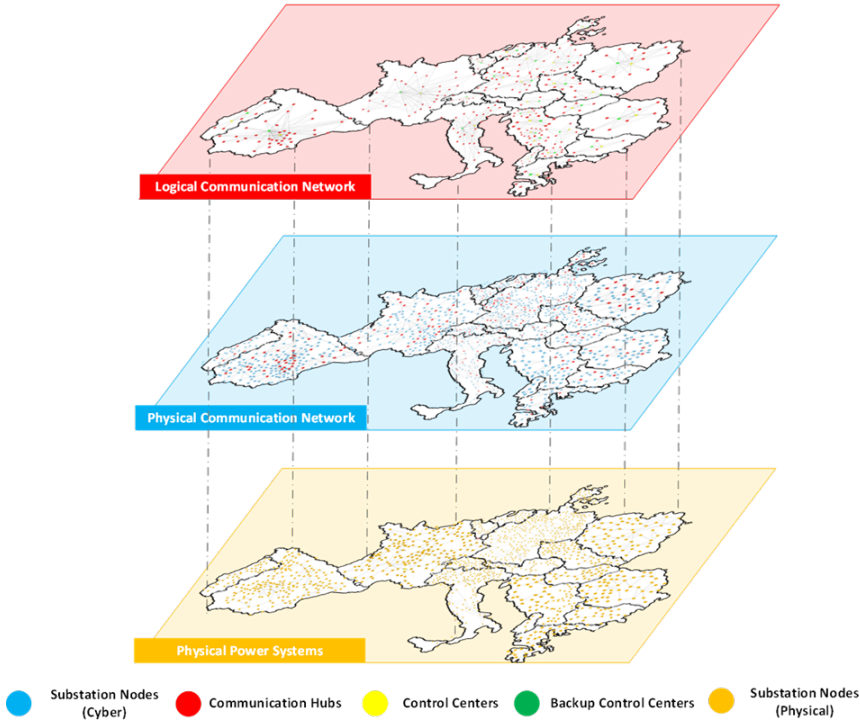 Logical Communication Network
Physical Communication Network
Physical Power Systems
Substation Nodes
(Cyber)
Communication Hubs
Control Centers
Backup Control Centers
Substation Nodes
(Physical)